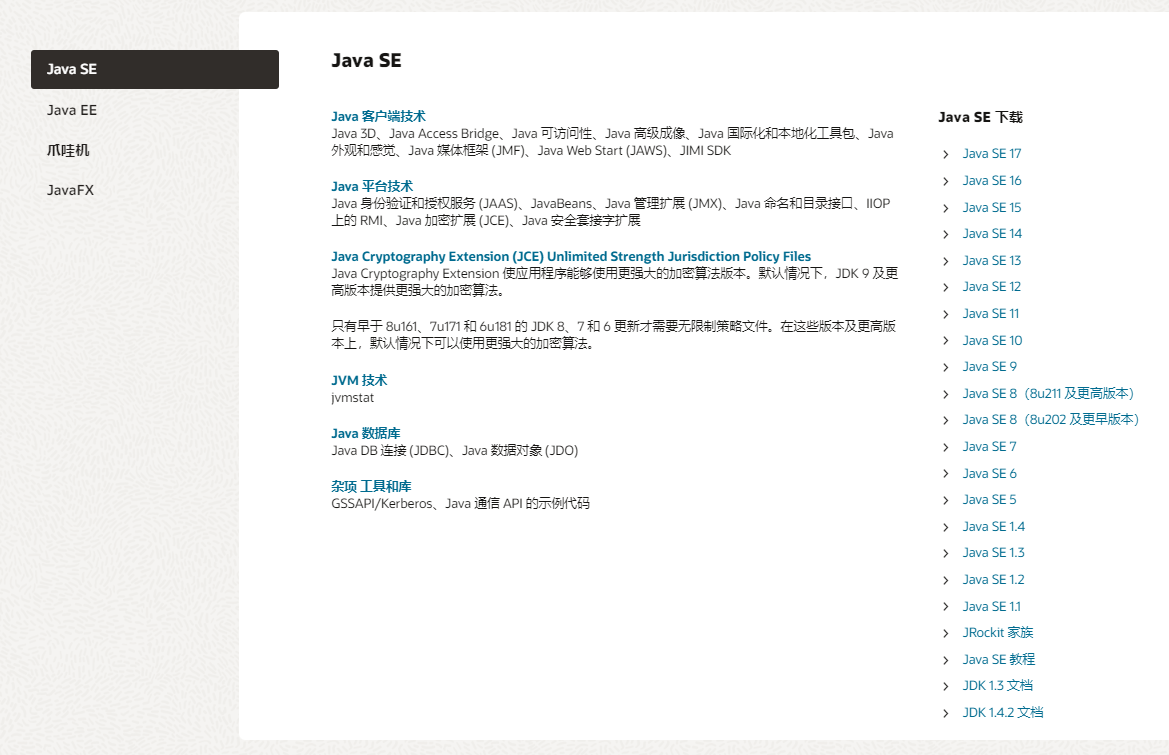 Java SE
Java EE
爪哇机
JavaFX
Java SE
Java 客户端技术
Java 3D、Java Access Bridge、Java 可访问性、Java 高级成像、Java 国际化和本地化工具包、Java
外观和感觉、Java 媒体框架 (JMF)、Java Web Start (JAWS)、JIMI SDK
Java 平台技术
Java 身份验证和授权服务 (JAAS)、JavaBeans、Java 管理扩展 (JMX)、Java 命名和目录接口、IIOP
上的 RMI、Java 加密扩展 (JCE)、Java 安全套接字扩展
Java Cryptography Extension (JCE) Unlimited Strength Jurisdiction Policy Files
Java Cryptography Extension 使应用程序能够使用更强大的加密算法版本。默认情况下，JDK 9 及更
高版本提供更强大的加密算法。
只有早于 8u161、7u171 和 6u181 的 JDK 8、7 和 6 更新才需要无限制策略文件。在这些版本及更高版
本上，默认情况下可以使用更强大的加密算法。
JVM 技术
jvmstat
Java 数据库
Java DB 连接 (JDBC)、Java 数据对象 (JDO)
杂项 工具和库
GSSAPI/Kerberos、Java 通信 API 的示例代码
Java SE 下载
Java SE 17
Java SE 16
Java SE 15
Java SE 14
Java SE 13
Java SE 12
Java SE 11
Java SE 10
Java SE 9
Java SE 8（8u211 及更高版本）
Java SE 8（8u202 及更早版本）
Java SE 7
Java SE 6
Java SE 5
Java SE 1.4
Java SE 1.3
Java SE 1.2
Java SE 1.1
JRockit 家族
Java SE 教程
JDK 1.3 文档
JDK 1.4.2 文档